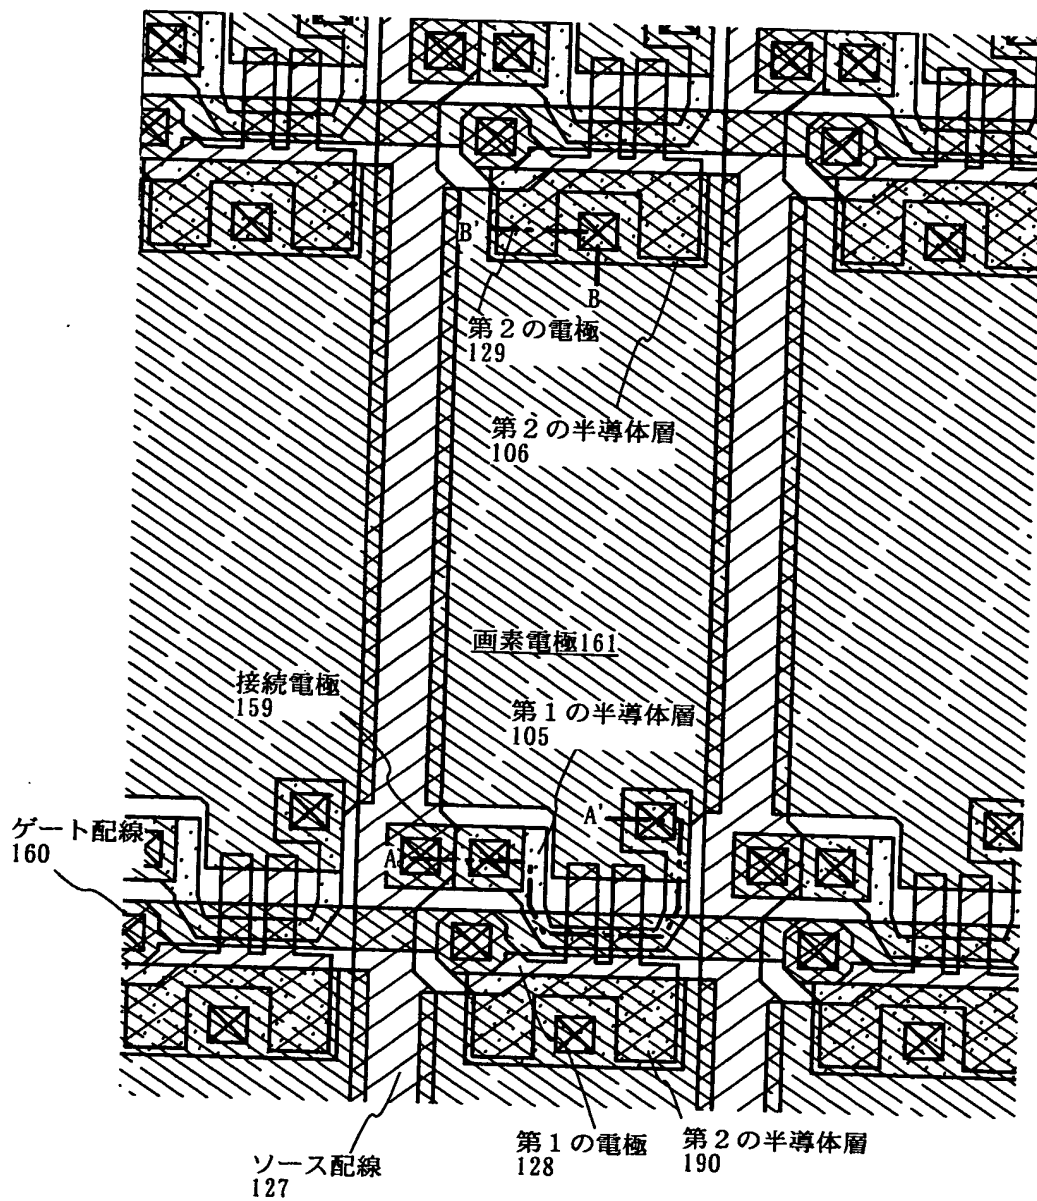 B'
B
第2の電極
129
第2の半導体層
106
画素電極161
接続電極
159
第1の半導体層
105
A'
ゲート配線
160
A
第1の電極
128
第2の半導体層
190
ソース配線
127